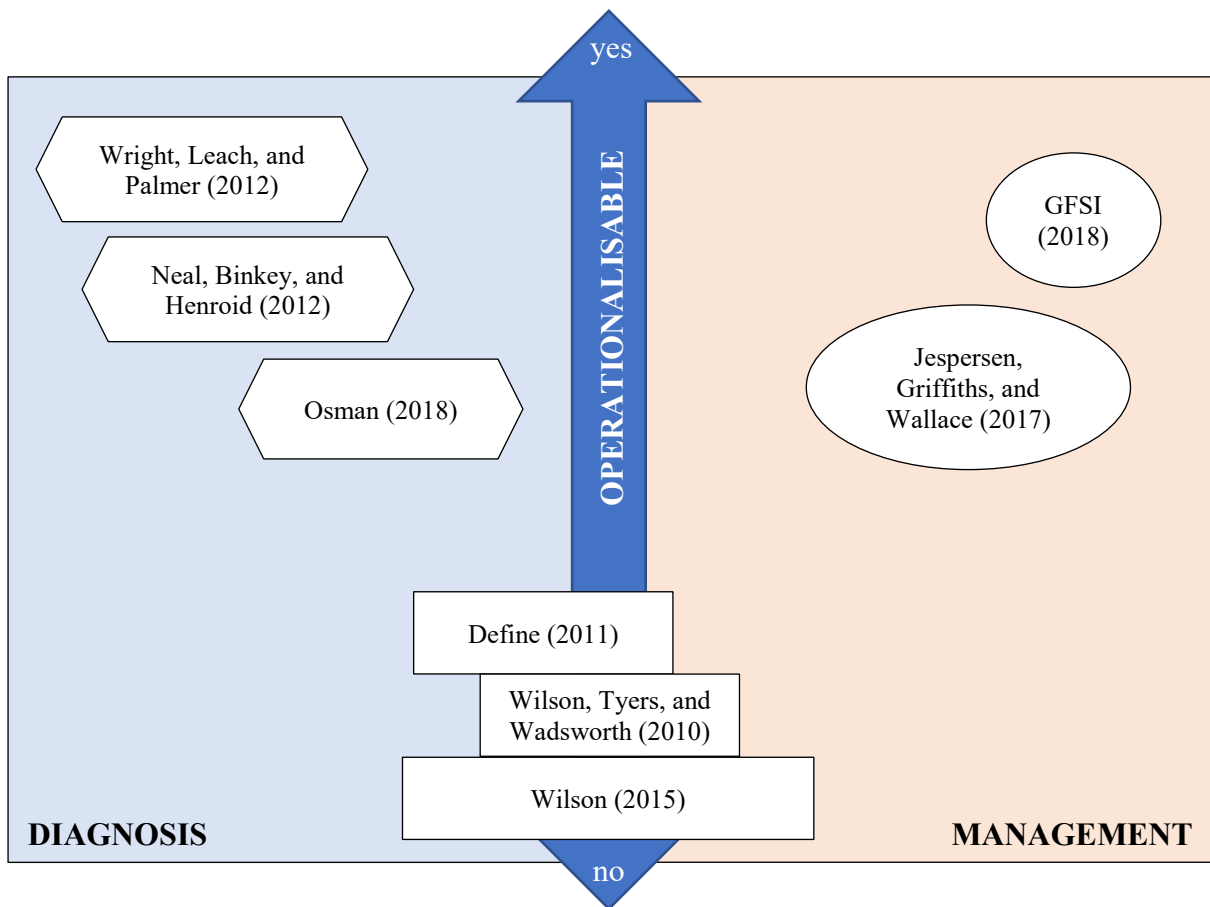 yes
Wright, Leach, and
Palmer (2012)
GFSI
(2018)
Neal, Binkey, and
Henroid (2012)
OPERATIONALISABLE
Jespersen,
Griffiths, and
Wallace (2017)
Osman (2018)
Define (2011)
Wilson, Tyers, and
Wadsworth (2010)
Wilson (2015)
DIAGNOSIS
MANAGEMENT
no